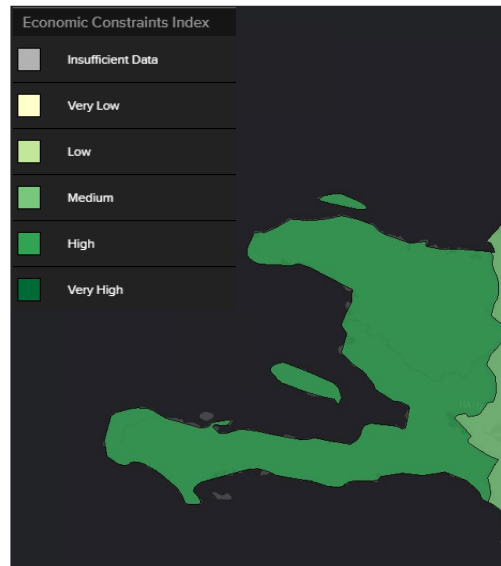 Economic Constraints Index
Insufficient Data
Very Low
Low
Medium
High
Very High